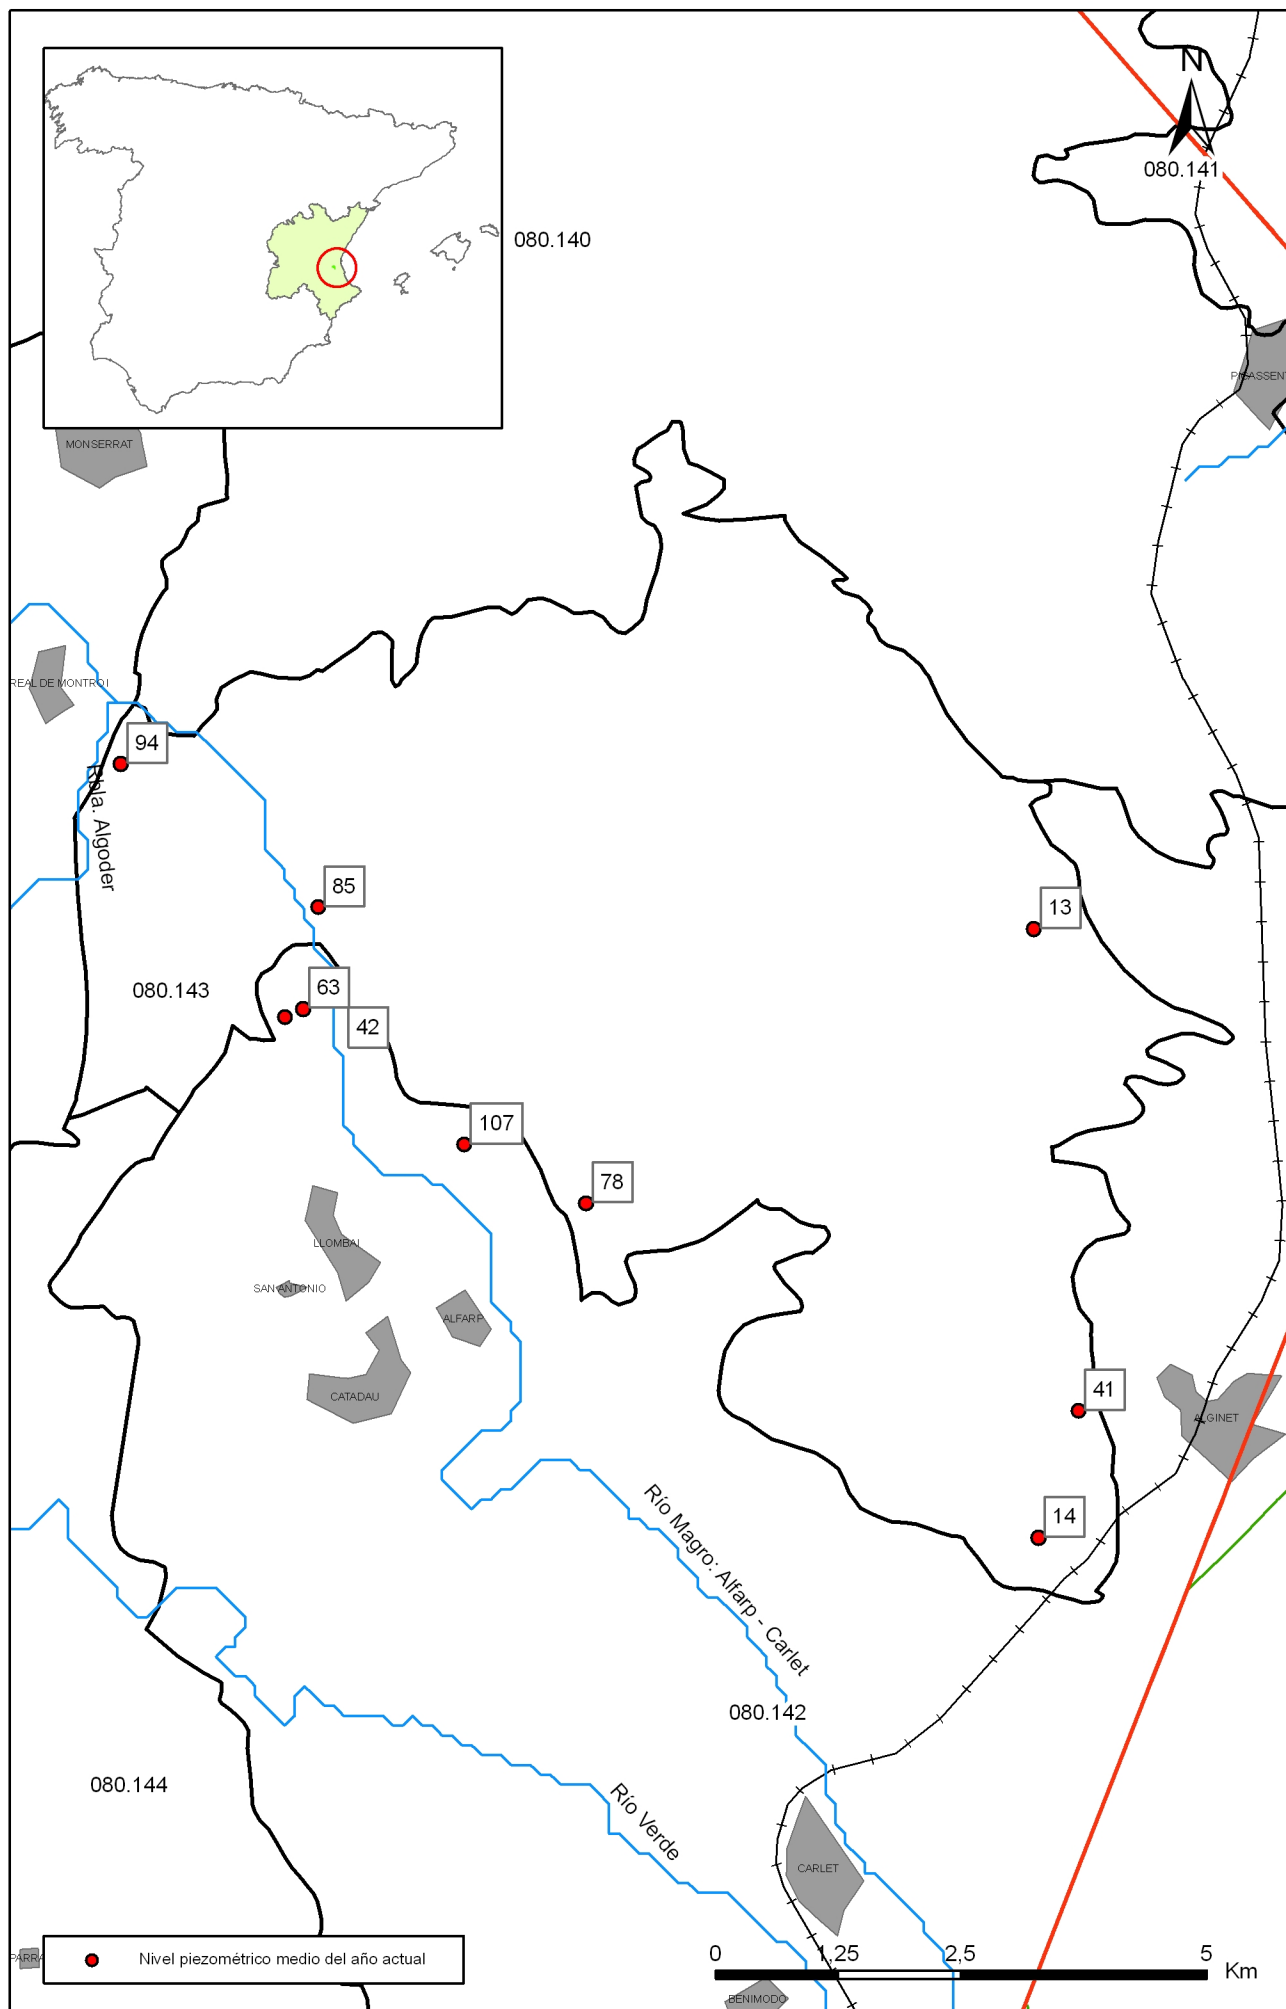 N
080.141
080.140
PICASSENT
MONSERRAT
REAL DE MONTROI
94
Rbla. Algoder
85
13
080.143
63
42
107
78
LLOMBAI
SAN ANTONIO
ALFARP
CATADAU
41
ALGINET
14
Río Magro: Alfarp - Carlet
080.142
080.144
Río Verde
CARLET
PARRA
Nivel piezométrico medio del año actual
0 1,25 2,5 5 Km
BENIMODO